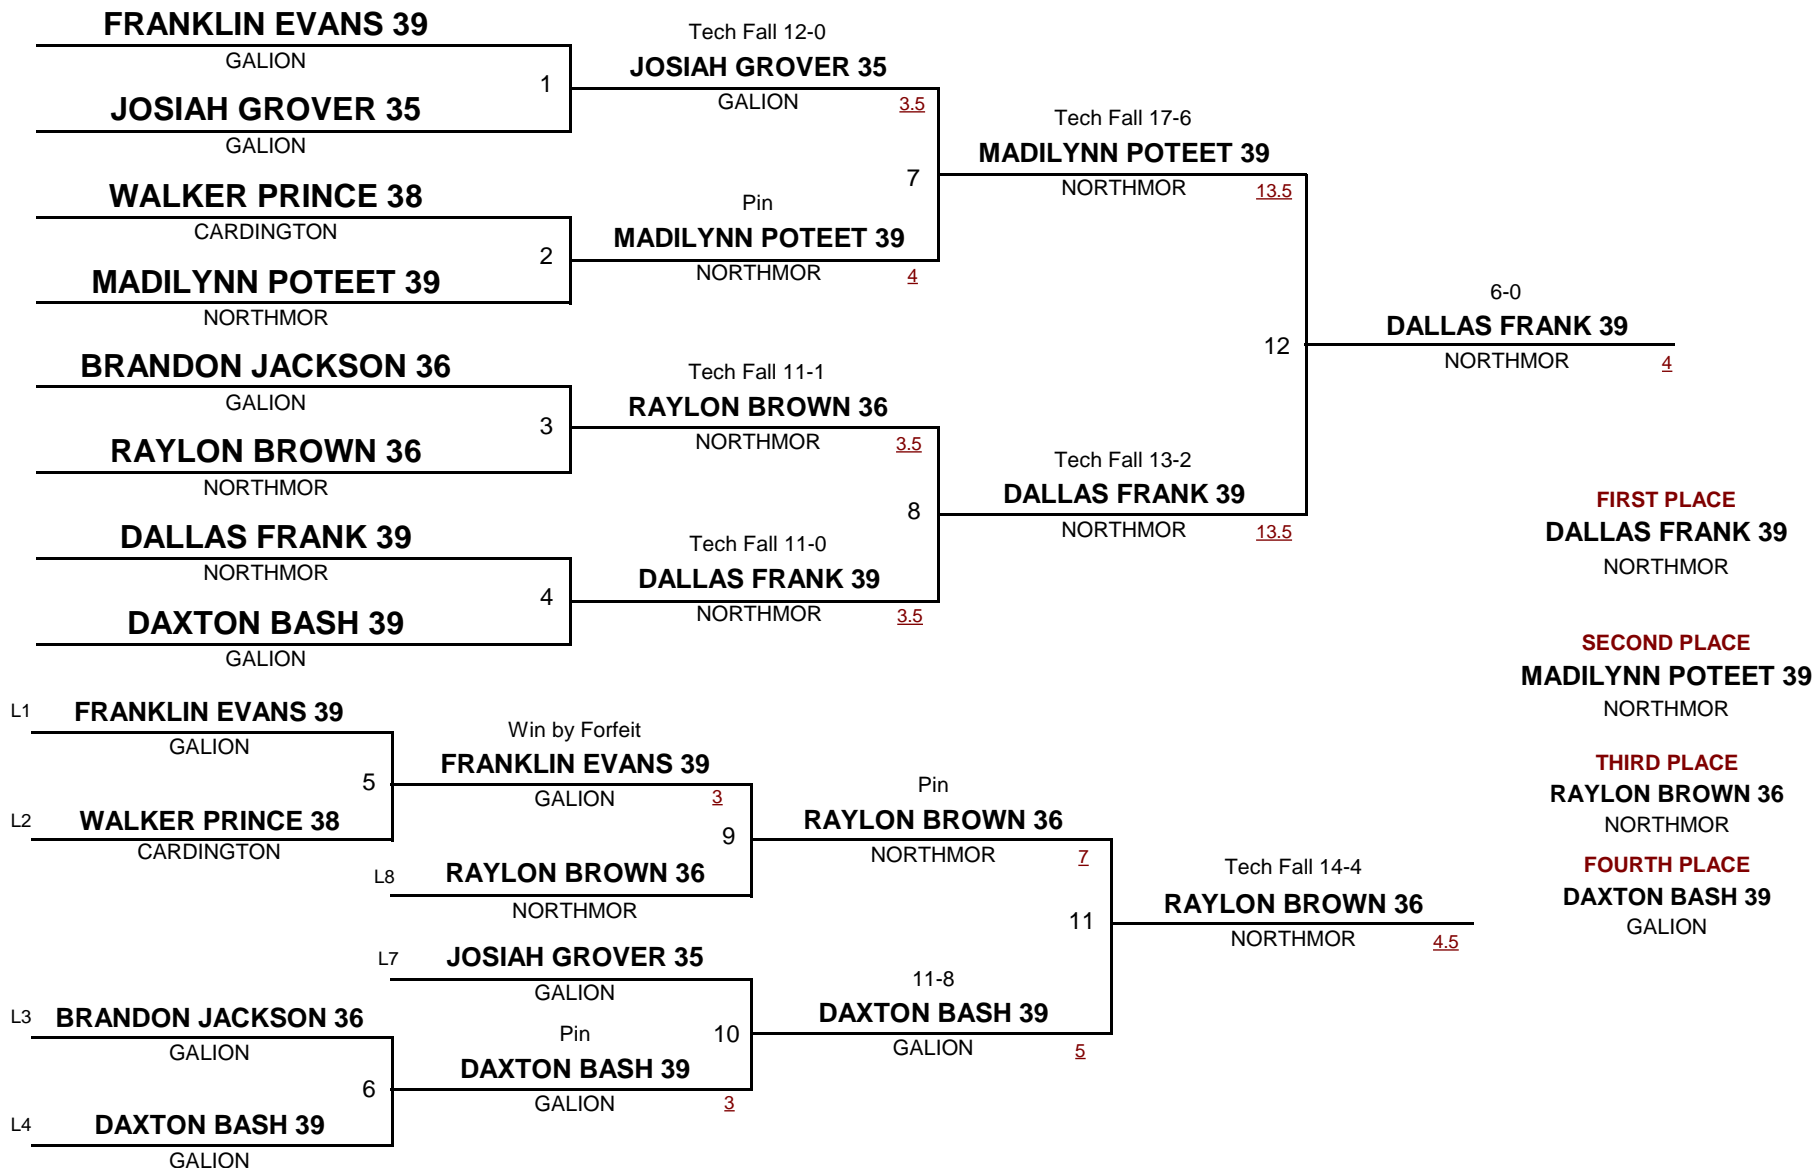 FRANKLIN EVANS 39
GALION
1
JOSIAH GROVER 35
GALION
Tech Fall 12-0
JOSIAH GROVER 35
GALION 3.5
WALKER PRINCE 38
CARDINGTON
2
MADILYNN POTEET 39
NORTHMOR
Pin
MADILYNN POTEET 39
NORTHMOR 4
7
Tech Fall 17-6
MADILYNN POTEET 39
NORTHMOR 13.5
BRANDON JACKSON 36
GALION
3
RAYLON BROWN 36
NORTHMOR
Tech Fall 11-1
RAYLON BROWN 36
NORTHMOR 3.5
DALLAS FRANK 39
NORTHMOR
4
DAXTON BASH 39
GALION
Tech Fall 11-0
DALLAS FRANK 39
NORTHMOR 3.5
8
Tech Fall 13-2
DALLAS FRANK 39
NORTHMOR 13.5
12
6-0
DALLAS FRANK 39
NORTHMOR 4
FIRST PLACE
DALLAS FRANK 39
NORTHMOR
SECOND PLACE
MADILYNN POTEET 39
NORTHMOR
THIRD PLACE
RAYLON BROWN 36
NORTHMOR
FOURTH PLACE
DAXTON BASH 39
GALION
L1 FRANKLIN EVANS 39
GALION
5
L2 WALKER PRINCE 38
CARDINGTON
Win by Forfeit
FRANKLIN EVANS 39
GALION 3
9
L8 RAYLON BROWN 36
NORTHMOR
Pin
RAYLON BROWN 36
NORTHMOR 7
L7 JOSIAH GROVER 35
GALION
10
L3 BRANDON JACKSON 36
GALION
6
L4 DAXTON BASH 39
GALION
Pin
DAXTON BASH 39
GALION 3
11-8
DAXTON BASH 39
GALION 5
11
Tech Fall 14-4
RAYLON BROWN 36
NORTHMOR 4.5